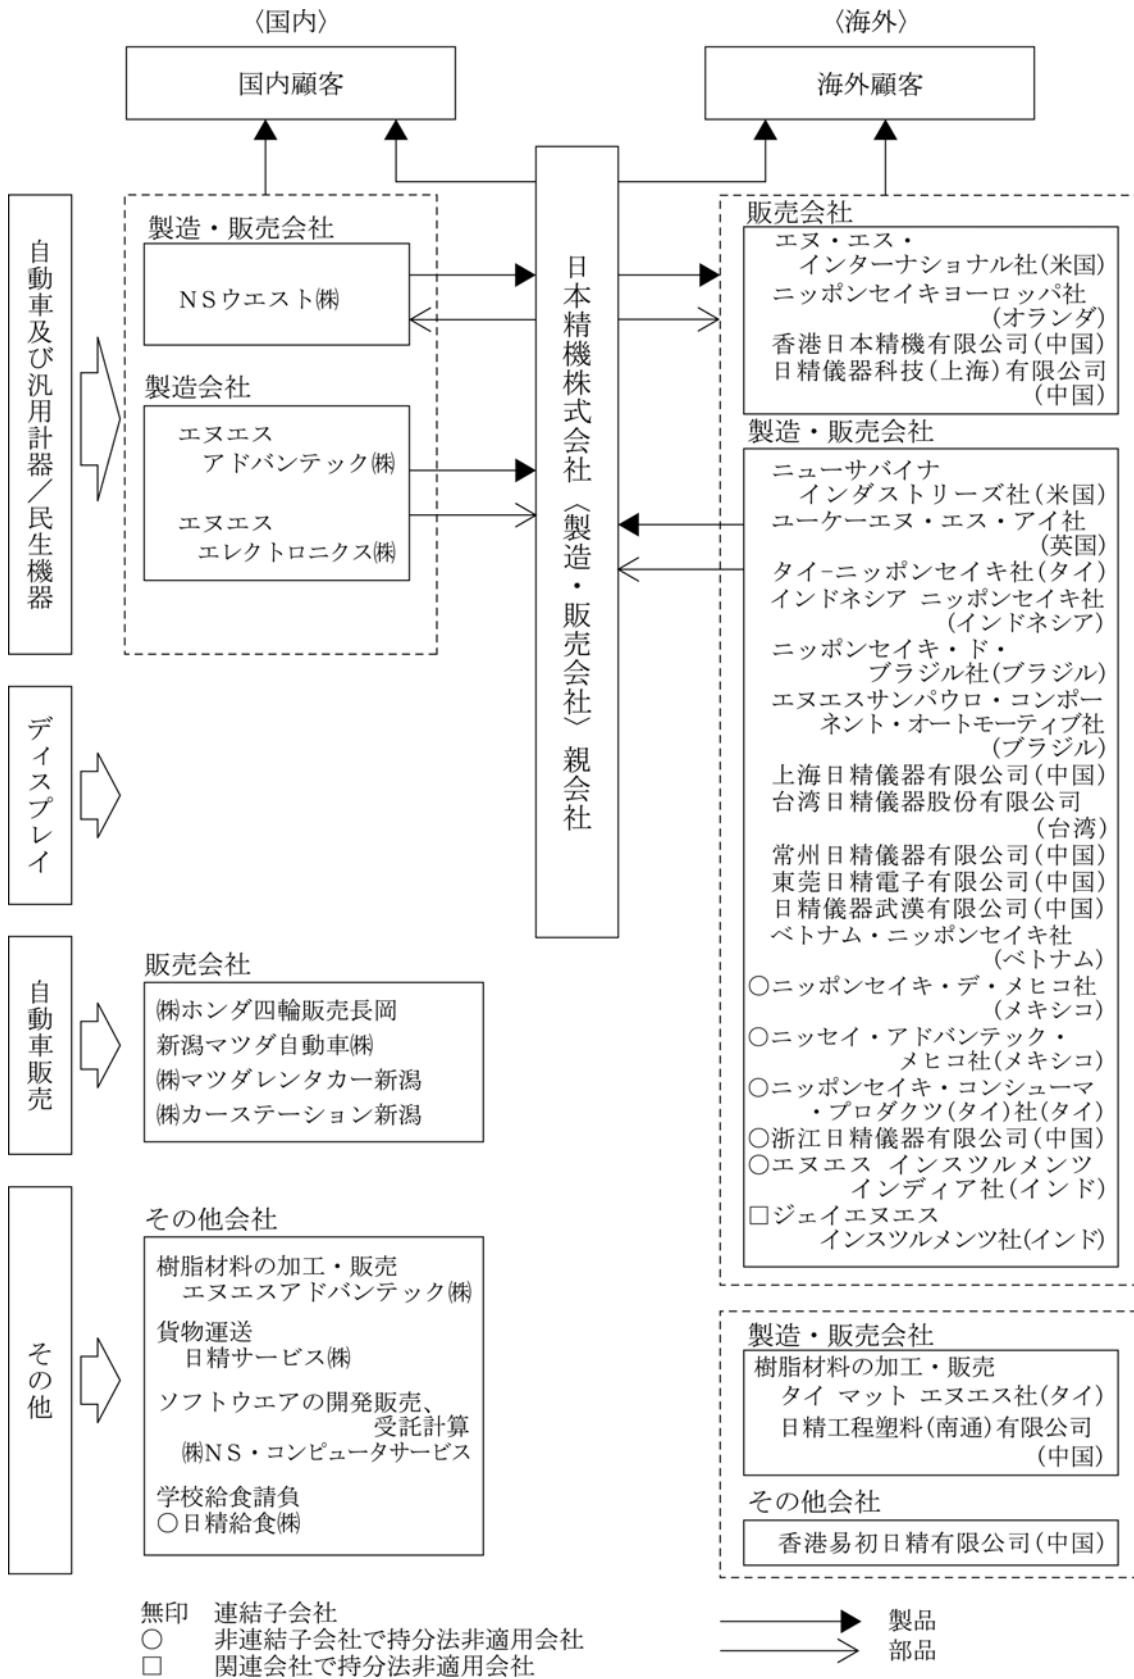 〈国内〉
〈海外〉
国内顧客
海外顧客
自動車及び汎用計器／民生機器
製造・販売会社
NSウエスト㈱
製造会社
エヌエス
アドバンテック㈱
エヌエス
エレクトロニクス㈱
日本精機株式会社〈製造・販売会社〉親会社
販売会社
エヌ・エス・
インターナショナル社(米国)
ニッポンセイキヨーロッパ社
(オランダ)
香港日本精機有限公司(中国)
日精儀器科技(上海)有限公司
(中国)
製造・販売会社
ニューサバイナ
インダストリーズ社(米国)
ユーケーエヌ・エス・アイ社
(英国)
タイ−ニッポンセイキ社(タイ)
インドネシア ニッポンセイキ社
(インドネシア)
ニッポンセイキ・ド・
ブラジル社(ブラジル)
エヌエスサンパウロ・コンポー
ネント・オートモーティブ社
(ブラジル)
上海日精儀器有限公司(中国)
台湾日精儀器股份有限公司
(台湾)
常州日精儀器有限公司(中国)
東莞日精電子有限公司(中国)
日精儀器武漢有限公司(中国)
ベトナム・ニッポンセイキ社
(ベトナム)
○ニッポンセイキ・デ・メヒコ社
(メキシコ)
○ニッセイ・アドバンテック・
メヒコ社(メキシコ)
○ニッポンセイキ・コンシューマ
・プロダクツ(タイ)社(タイ)
○浙江日精儀器有限公司(中国)
○エヌエス インスツルメンツ
インディア社(インド)
□ジェイエヌエス
インスツルメンツ社(インド)
ディスプレイ
自動車販売
販売会社
㈱ホンダ四輪販売長岡
新潟マツダ自動車㈱
㈱マツダレンタカー新潟
㈱カーステーション新潟
その他
その他会社
樹脂材料の加工・販売
エヌエスアドバンテック㈱
貨物運送
日精サービス㈱
ソフトウエアの開発販売、
受託計算
㈱NS・コンピュータサービス
学校給食請負
○日精給食㈱
製造・販売会社
樹脂材料の加工・販売
タイ マット エヌエス社(タイ)
日精工程塑料(南通)有限公司
(中国)
その他会社
香港易初日精有限公司(中国)
無印 連結子会社
○ 非連結子会社で持分法非適用会社
□ 関連会社で持分法非適用会社
製品
部品